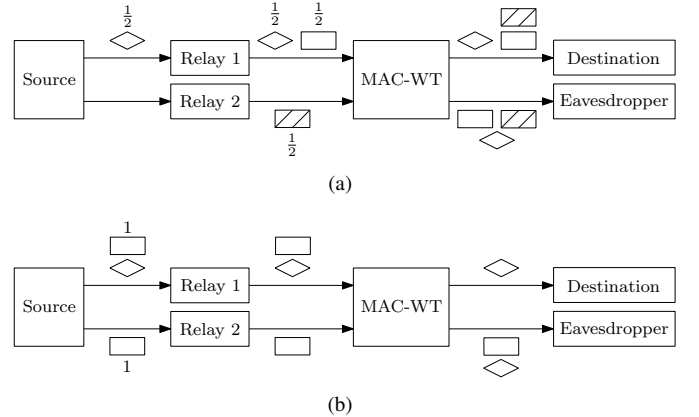 1/2 1/2 1/2
Source Relay 1 MAC-WT Destination
Relay 2 Eavesdropper
1/2
(a)
1
Source Relay 1 MAC-WT Destination
Relay 2 Eavesdropper
1
(b)